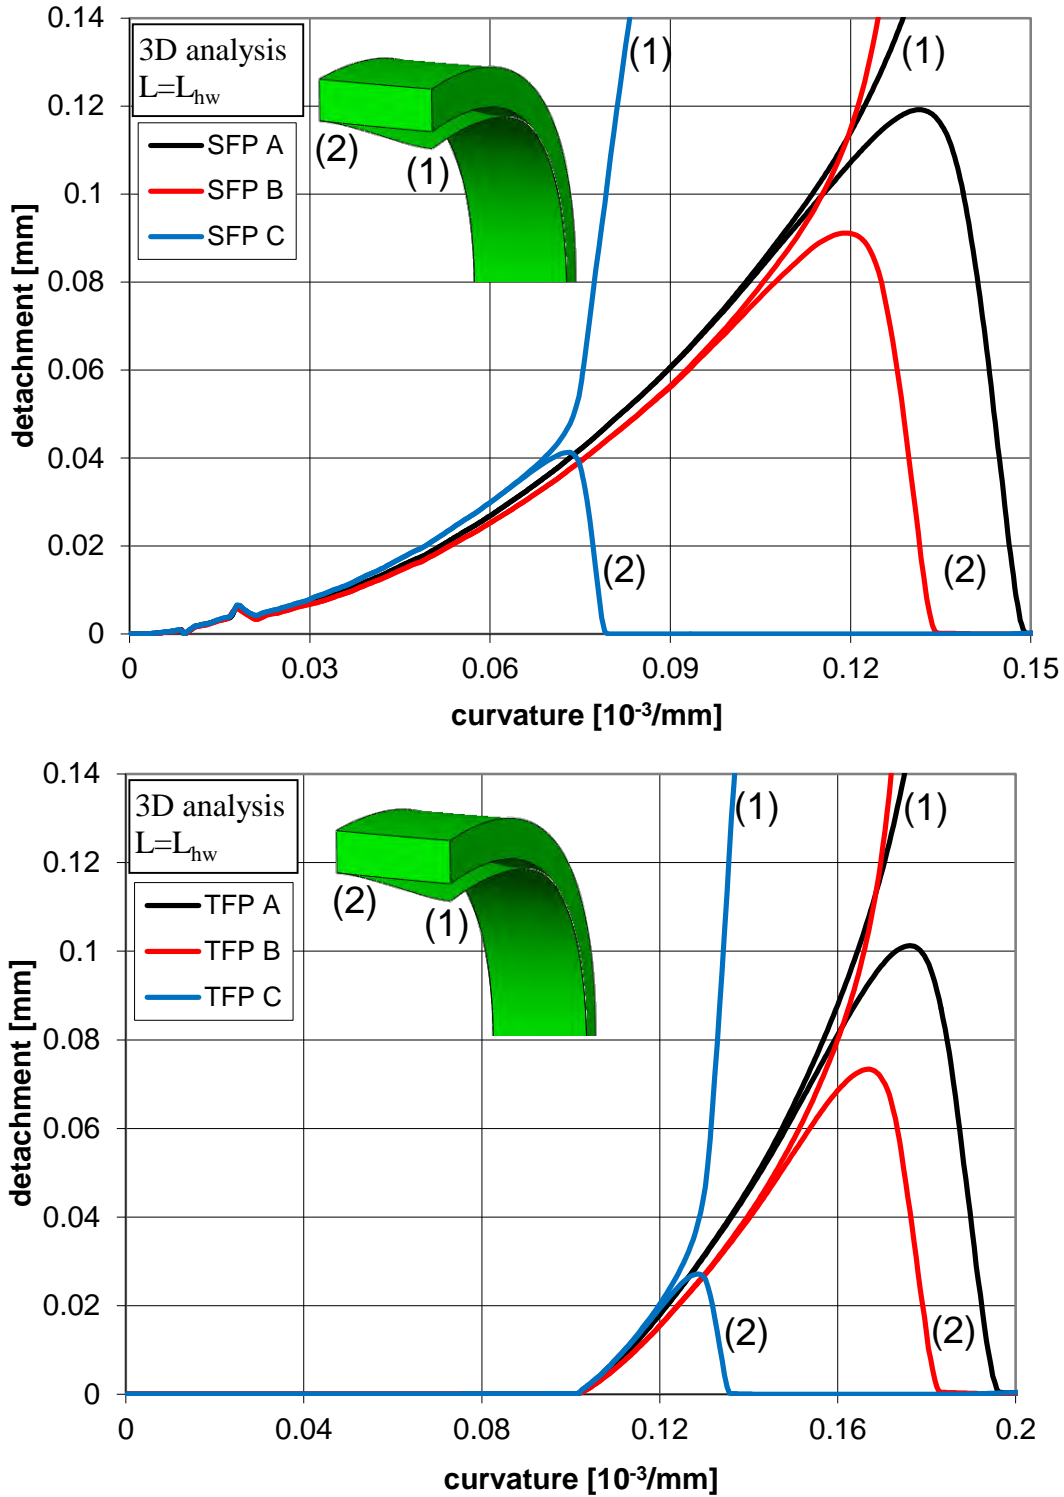 0.14
0.12
0.1
0.08
0.06
0.04
0.02
0
detachment [mm]
3D analysis
L=L_hw
SFP A
SFP B
SFP C
(2)
(1)
(1)
(1)
(2)
(2)
0 0.03 0.06 0.09 0.12 0.15
curvature [10⁻³/mm]
0.14
0.12
0.1
0.08
0.06
0.04
0.02
0
detachment [mm]
3D analysis
L=L_hw
TFP A
TFP B
TFP C
(2)
(1)
(1)
(1)
(2)
(2)
0 0.04 0.08 0.12 0.16 0.2
curvature [10⁻³/mm]